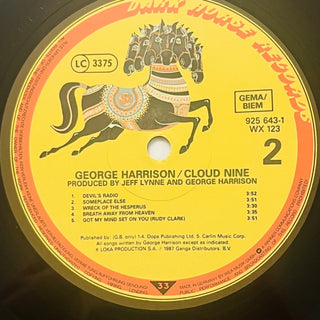 DARK HORSE RECORDS
LC 3375
GEMA/
BIEM
925 643-1
WX 123
2
GEORGE HARRISON/CLOUD NINE
PRODUCED BY JEFF LYNNE AND GEORGE HARRISON
1. DEVIL'S RADIO 3:52
2. SOMEPLACE ELSE 3:51
3. WRECK OF THE HESPERUS 3:30
4. BREATH AWAY FROM HEAVEN 3:35
5. GOT MY MIND SET ON YOU (RUDY CLARK) 3:51
Published by: (G.B. only) 1-4. Oops Publishing Ltd./ 5. Carlin Music Corp.
All songs written by George Harrison except as indicated.
℗ LOKA PRODUCTION S.A. / © 1987 Ganga Distributors B.V.
33